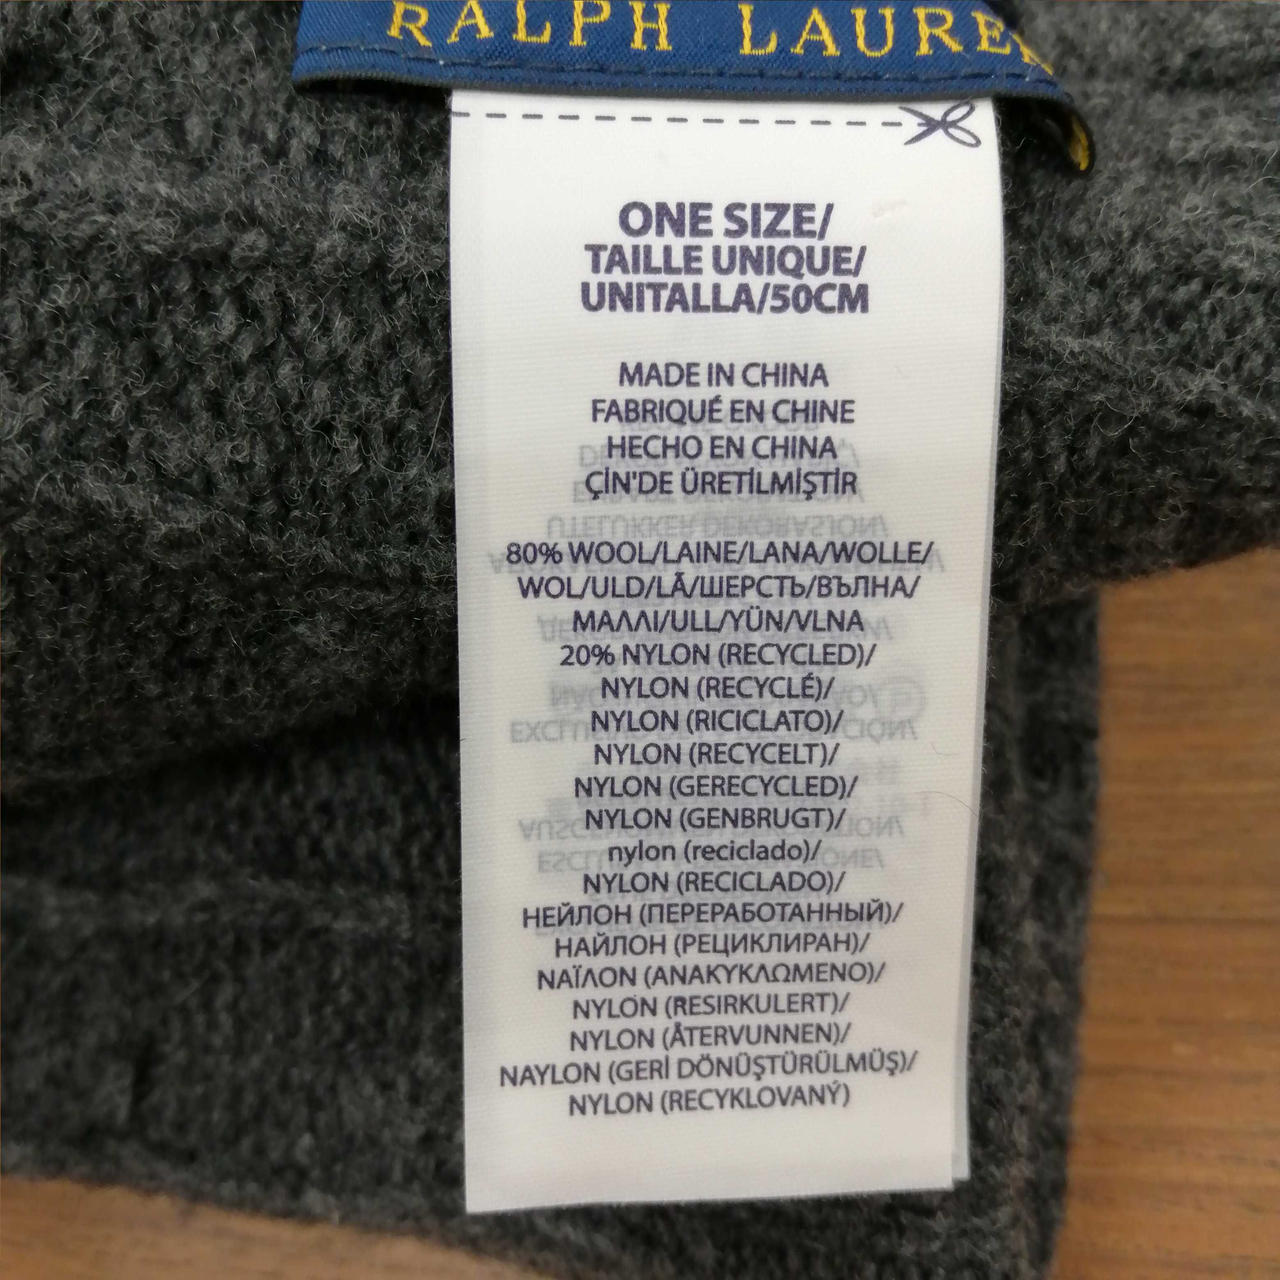 RALPH LAUREN
ONE SIZE/
TAILLE UNIQUE/
UNITALLA/50CM
MADE IN CHINA
FABRIQUÉ EN CHINE
HECHO EN CHINA
ÇİN'DE ÜRETİLMİŞTİR
80% WOOL/LAINE/LANA/WOLLE/
WOL/ULD/LÃ/ШЕРСТЬ/ВЪЛНА/
ΜΑΛΛΙ/ULL/YÜN/VLNA
20% NYLON (RECYCLED)/
NYLON (RECYCLÉ)/
NYLON (RICICLATO)/
NYLON (RECYCELT)/
NYLON (GERECYCLED)/
NYLON (GENBRUGT)/
nylon (reciclado)/
NYLON (RECICLADO)/
НЕЙЛОН (ПЕРЕРАБОТАННЫЙ)/
НАЙЛОН (РЕЦИКЛИРАН)/
ΝΑΪΛΟΝ (ΑΝΑΚΥΚΛΩΜΕΝΟ)/
NYLON (RESIRKULERT)/
NYLON (ÅTERVUNNEN)/
NAYLON (GERİ DÖNÜŞTÜRÜLMÜŞ)/
NYLON (RECYKLOVANÝ)